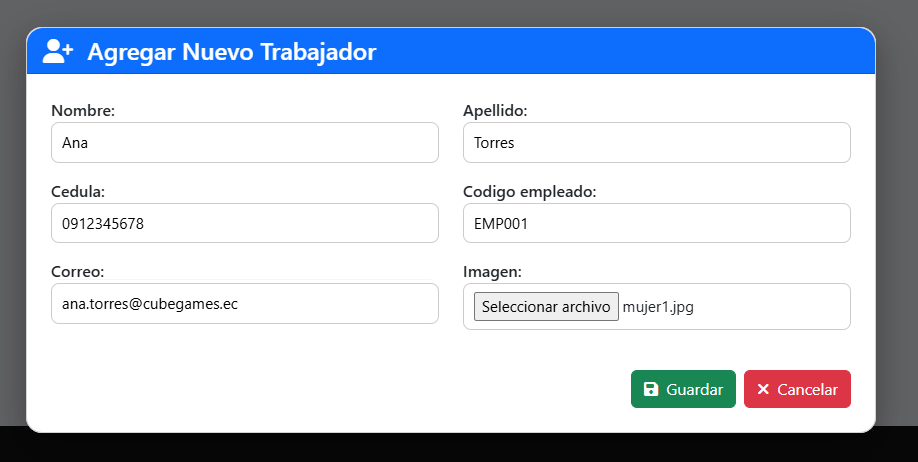 Agregar Nuevo Trabajador
Nombre:
Ana
Apellido:
Torres
Cedula:
0912345678
Codigo empleado:
EMP001
Correo:
ana.torres@cubegames.ec
Imagen:
Seleccionar archivo mujer1.jpg
Guardar
Cancelar